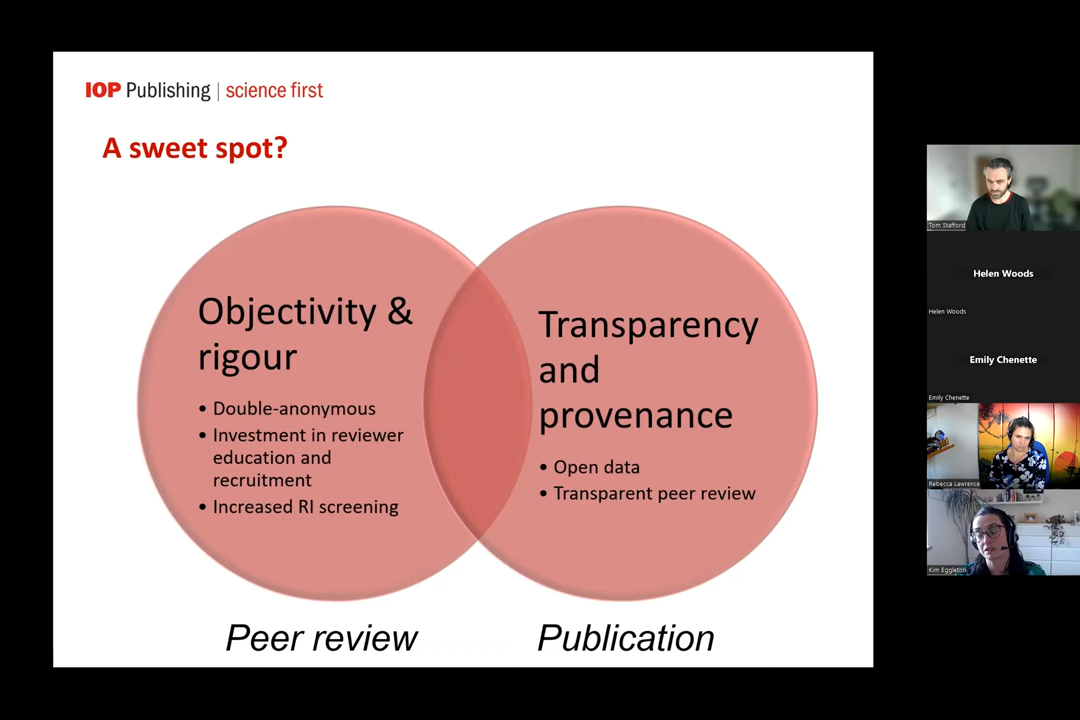 IOP Publishing | science first
A sweet spot?
Objectivity &
rigour
• Double-anonymous
• Investment in reviewer
education and
recruitment
• Increased RI screening
Transparency
and
provenance
• Open data
• Transparent peer review
Peer review
Publication
Tom Stafford
Helen Woods
Helen Woods
Emily Chenette
Emily Chenette
Rebecca Lawrence
Kim Eggleton